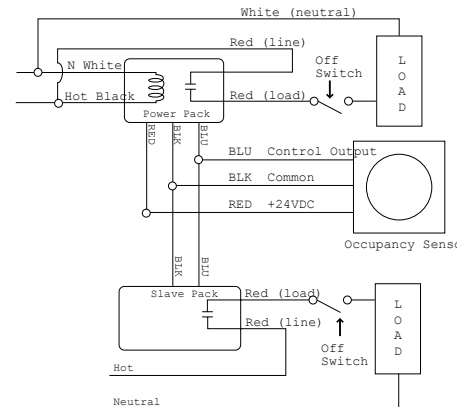 White (neutral)
Red (line)
N White
Off
Switch
L
O
A
D
Hot Black
Red (load)
Power Pack
RED
BLK
BLU
BLU Control Output
BLK Common
RED +24VDC
Occupancy Senso
BLK
BLU
Slave Pack
Red (load)
Red (line)
L
O
A
D
Off
Switch
Hot
Neutral